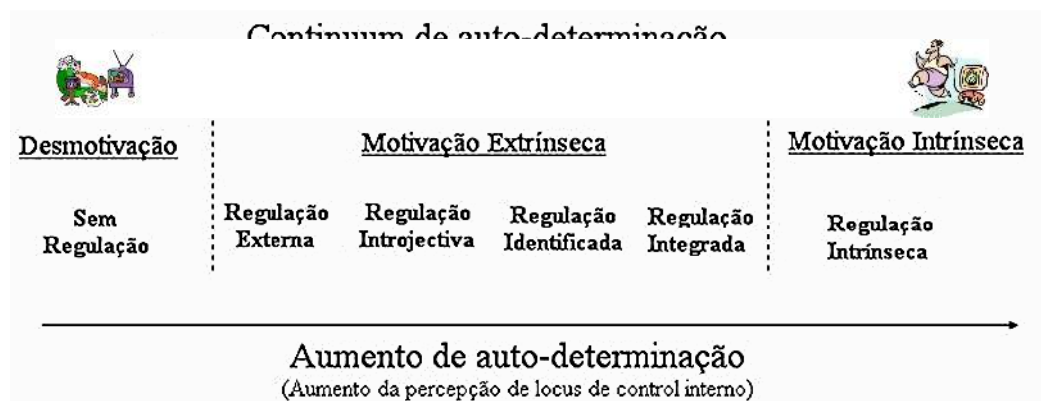 Continuum de auto-determinação
Desmotivação
Motivação Extrínseca
Motivação Intrínseca
Sem
Regulação
Regulação
Externa
Regulação
Introjectiva
Regulação
Identificada
Regulação
Integrada
Regulação
Intrínseca
Aumento de auto-determinação
(Aumento da percepção de locus de control interno)